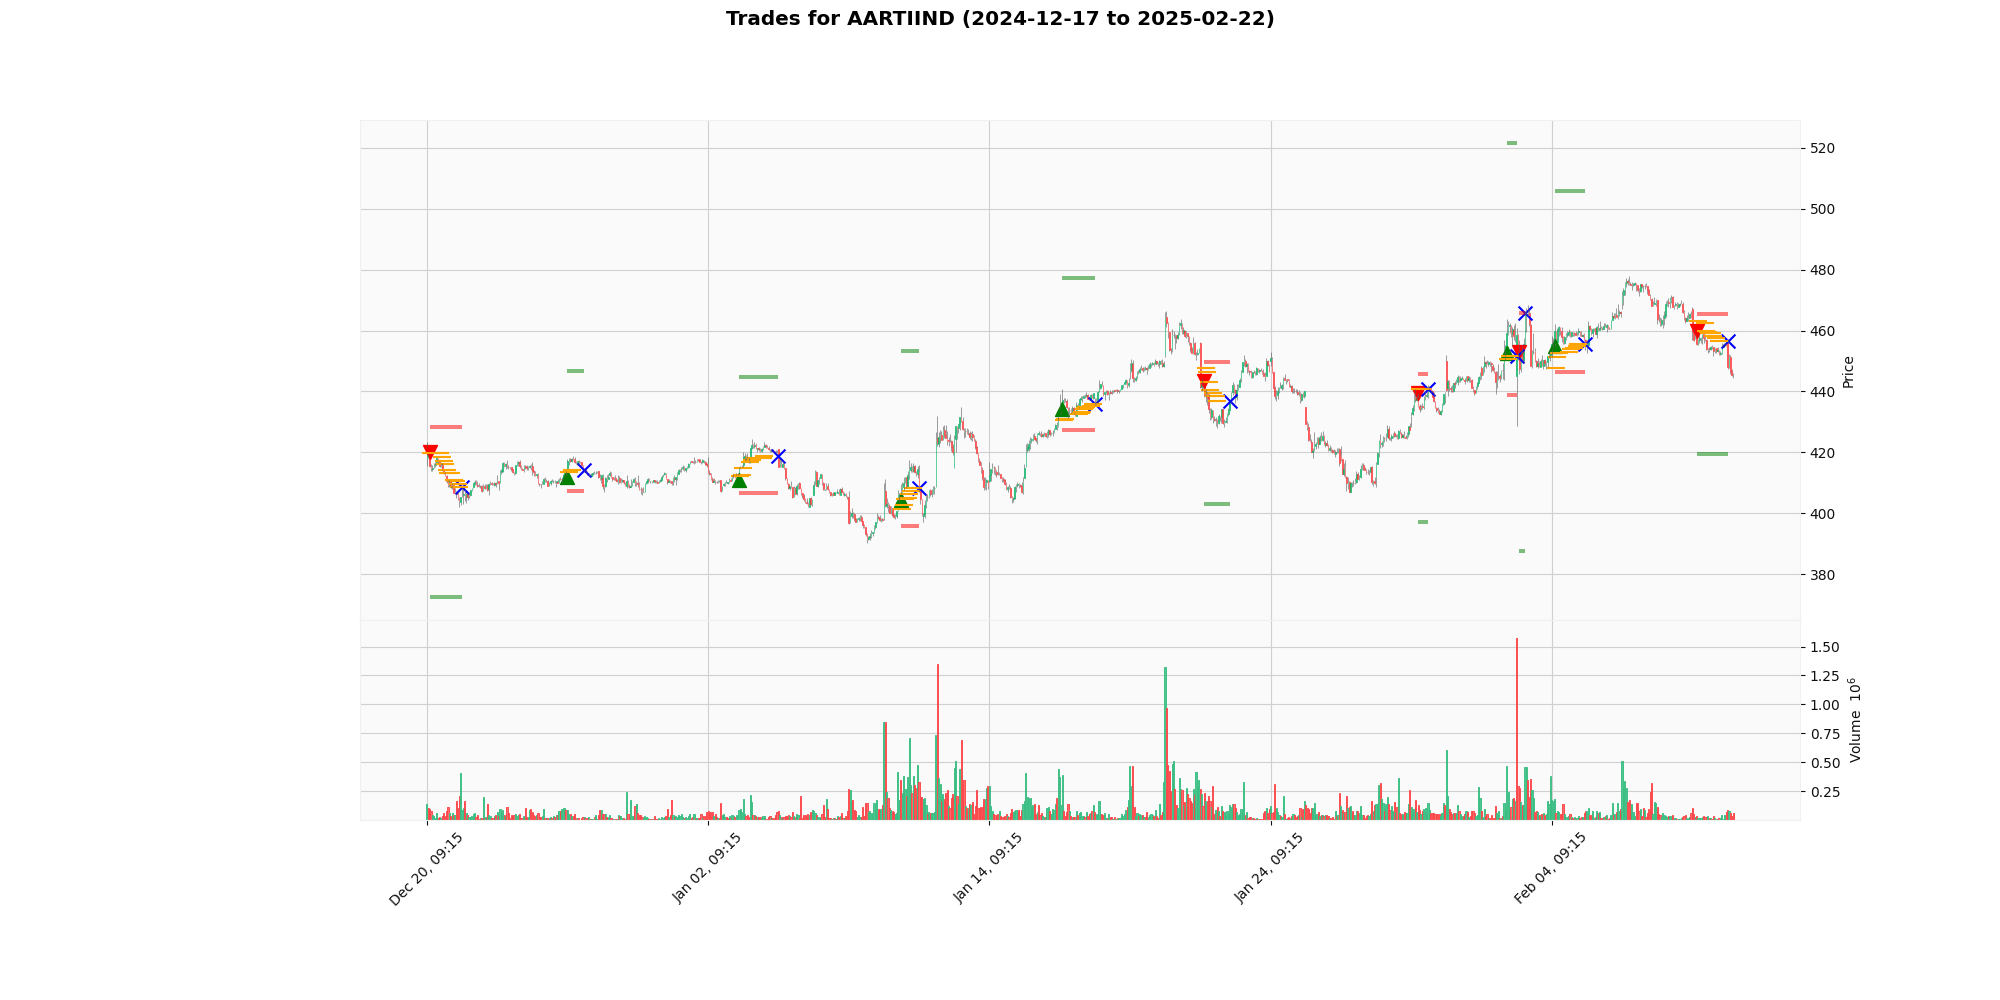 Trades for AARTIIND (2024-12-17 to 2025-02-22)
520
500
480
460
440
420
400
380
Price
1.50
1.25
1.00
0.75
0.50
0.25
Volume 10^6
Dec 20, 09:15
Jan 02, 09:15
Jan 14, 09:15
Jan 24, 09:15
Feb 04, 09:15